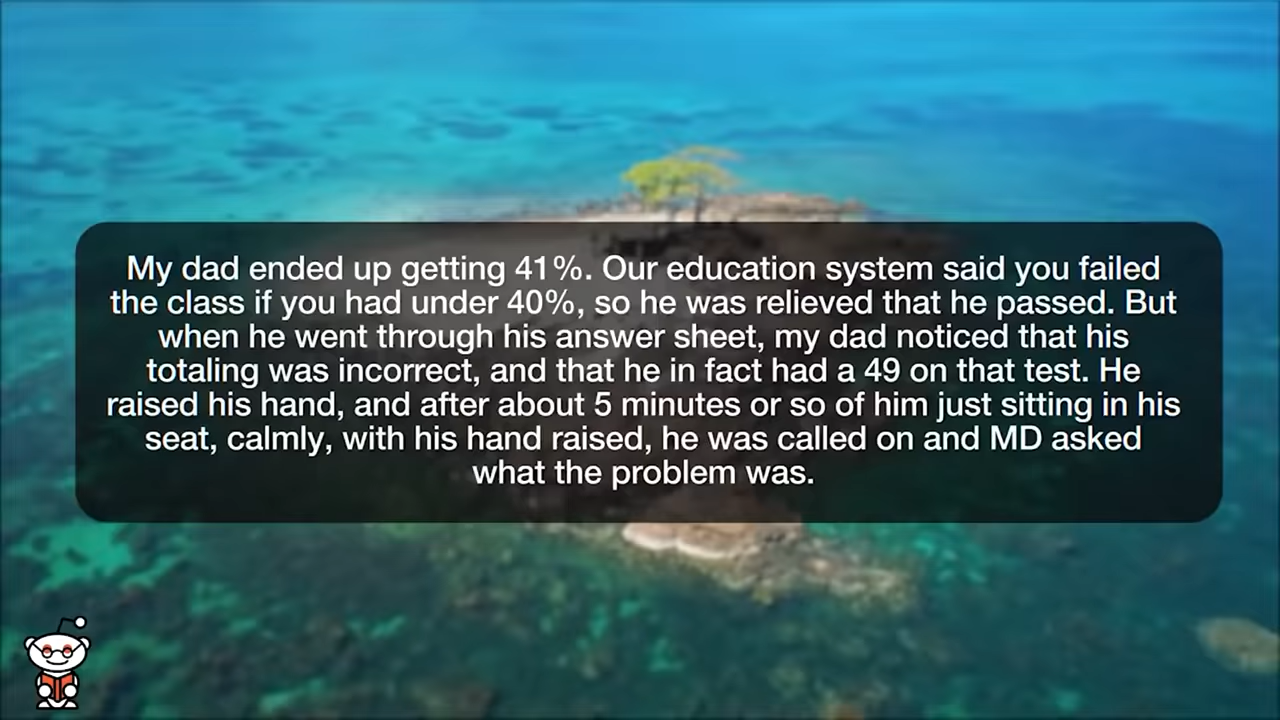 My dad ended up getting 41%. Our education system said you failed
the class if you had under 40%, so he was relieved that he passed. But
when he went through his answer sheet, my dad noticed that his
totaling was incorrect, and that he in fact had a 49 on that test. He
raised his hand, and after about 5 minutes or so of him just sitting in his
seat, calmly, with his hand raised, he was called on and MD asked
what the problem was.